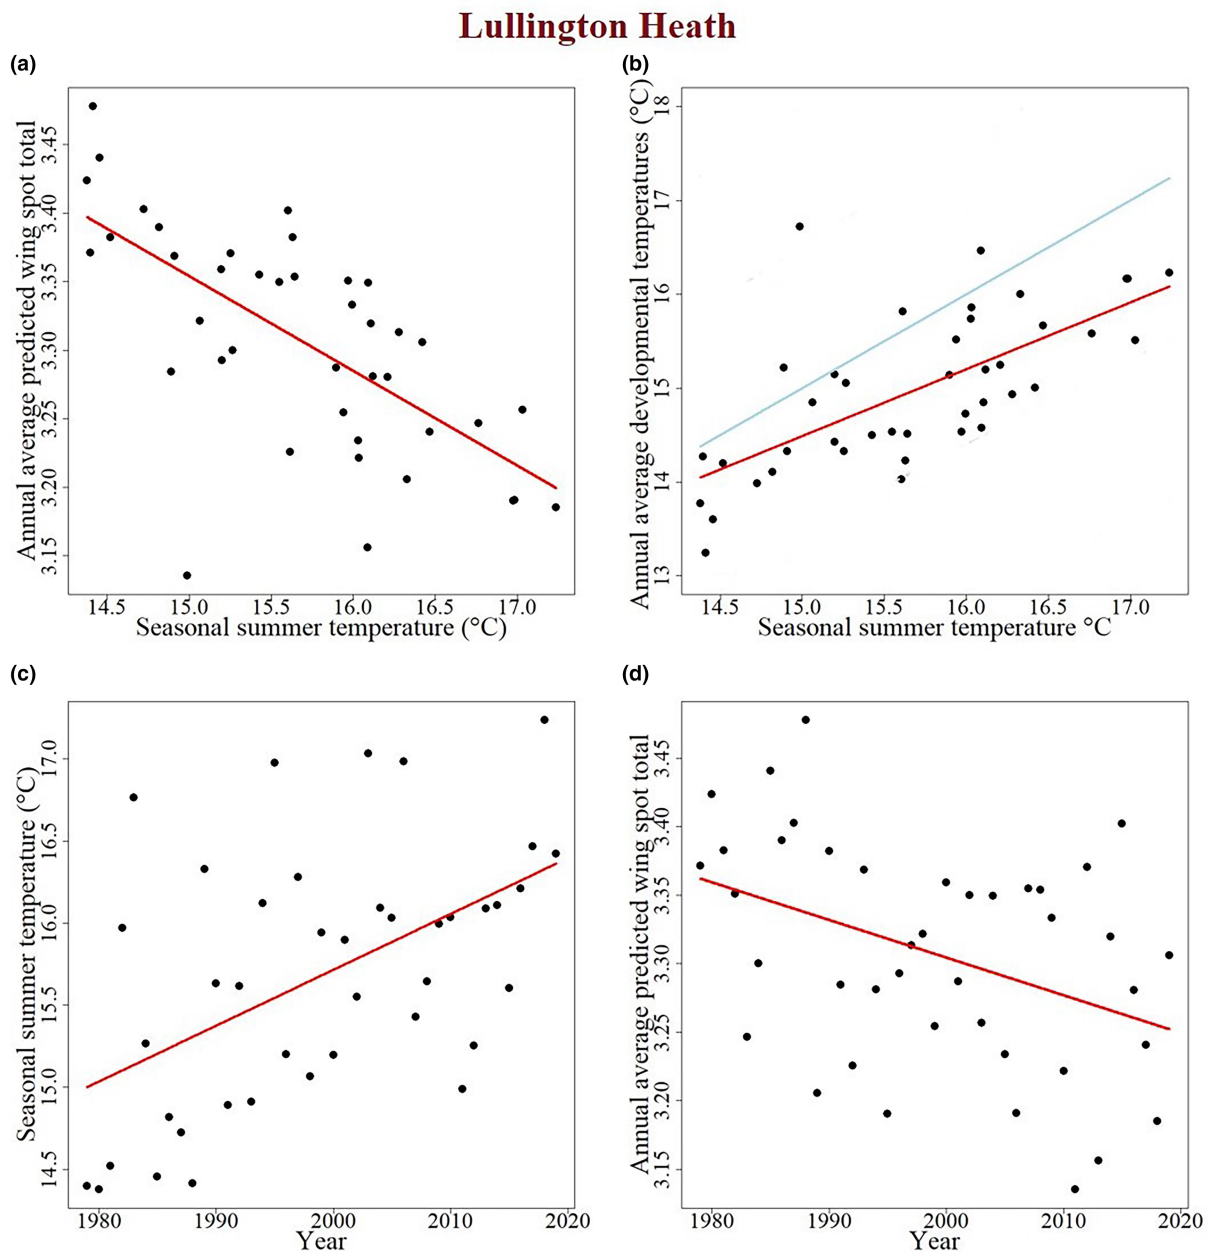 Lullington Heath
(a)
Annual average predicted wing spot total
3.45
3.40
3.35
3.30
3.25
3.20
3.15
14.5 15.0 15.5 16.0 16.5 17.0
Seasonal summer temperature (°C)
(b)
Annual average developmental temperatures (°C)
18
17
16
15
14
13
14.5 15.0 15.5 16.0 16.5 17.0
Seasonal summer temperature °C
(c)
Seasonal summer temperature (°C)
17.0
16.5
16.0
15.5
15.0
14.5
1980 1990 2000 2010 2020
Year
(d)
Annual average predicted wing spot total
3.45
3.40
3.35
3.30
3.25
3.20
3.15
1980 1990 2000 2010 2020
Year